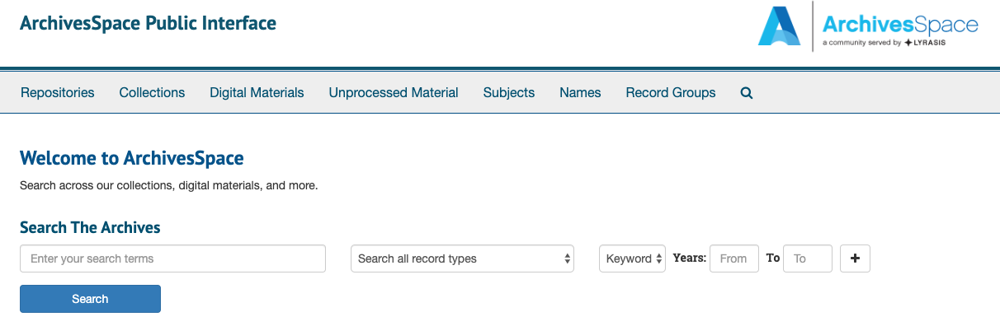 ArchivesSpace Public Interface
ArchivesSpace
a community served by LYRASIS
Repositories Collections Digital Materials Unprocessed Material Subjects Names Record Groups
Welcome to ArchivesSpace
Search across our collections, digital materials, and more.
Search The Archives
Enter your search terms Search all record types Keyword Years: From To To +
Search